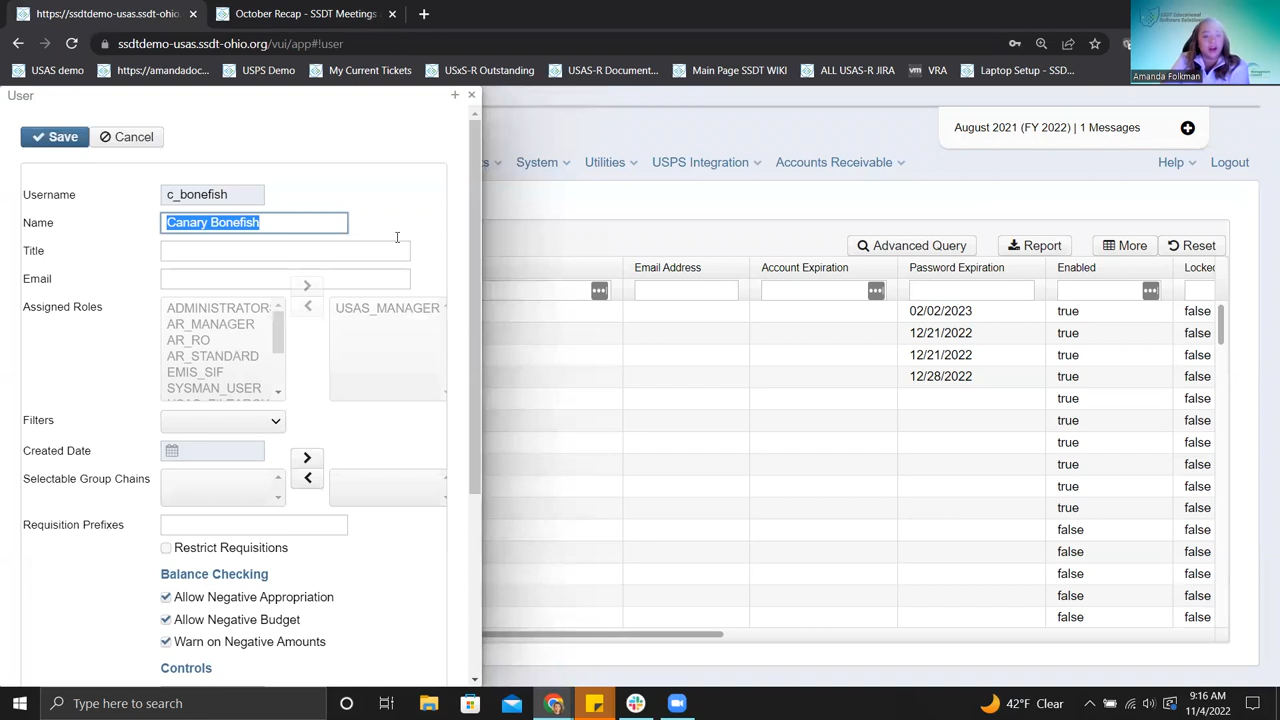 https://ssdtdemo-usas.ssdt-ohio
October Recap - SSDT Meetings
ssdtdemo-usas.ssdt-ohio.org/vui/app#!user
USAS demo
https://amandadoc...
USPS Demo
My Current Tickets
USxS-R Outstanding
USAS-R Document...
Main Page SSDT WIKI
ALL USAS-R JIRA
VRA
Laptop Setup - SSD...
Amanda Folkman
User
Save
Cancel
August 2021 (FY 2022) | 1 Messages
System
Utilities
USPS Integration
Accounts Receivable
Help
Logout
Username
c_bonefish
Name
Canary Bonefish
Title
Email
Assigned Roles
ADMINISTRATOR
AR_MANAGER
AR_RO
AR_STANDARD
EMIS_SIF
SYSMAN_USER
USAS_MANAGER
Filters
Created Date
Selectable Group Chains
Requisition Prefixes
Restrict Requisitions
Balance Checking
Allow Negative Appropriation
Allow Negative Budget
Warn on Negative Amounts
Controls
Advanced Query
Report
More
Reset
Email Address
Account Expiration
Password Expiration
Enabled
Locked
02/02/2023 true false
12/21/2022 true false
12/21/2022 true false
12/28/2022 true false
true false
true false
true false
true false
true false
true false
false false
false false
false false
false false
false false
Type here to search
42°F Clear
9:16 AM
11/4/2022